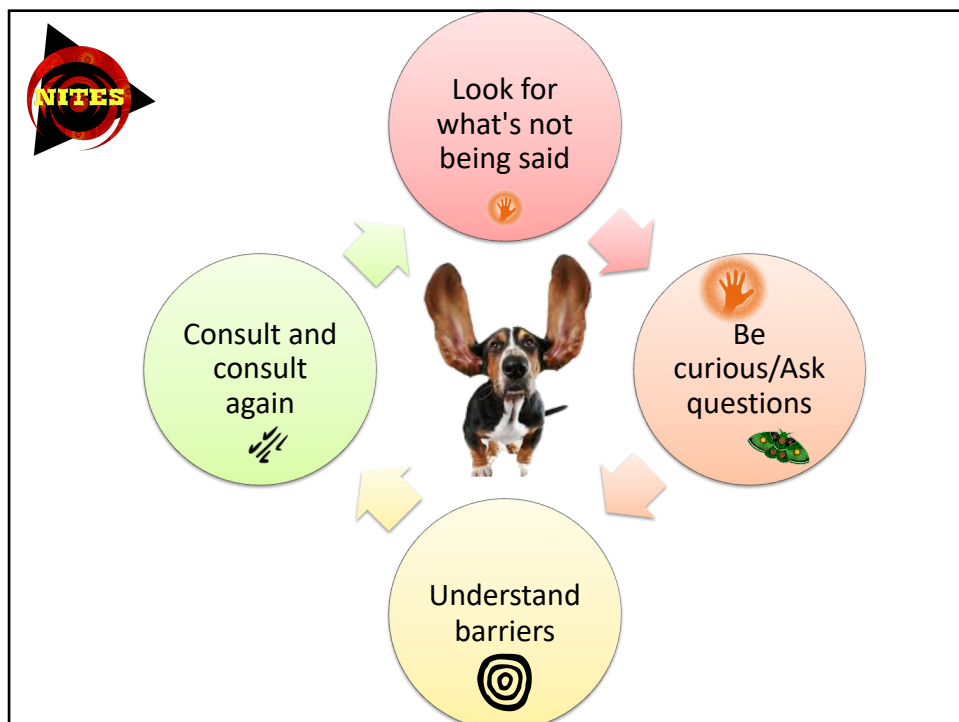 NITES
Look for
what's not
being said
Be
curious/Ask
questions
Understand
barriers
Consult and
consult
again